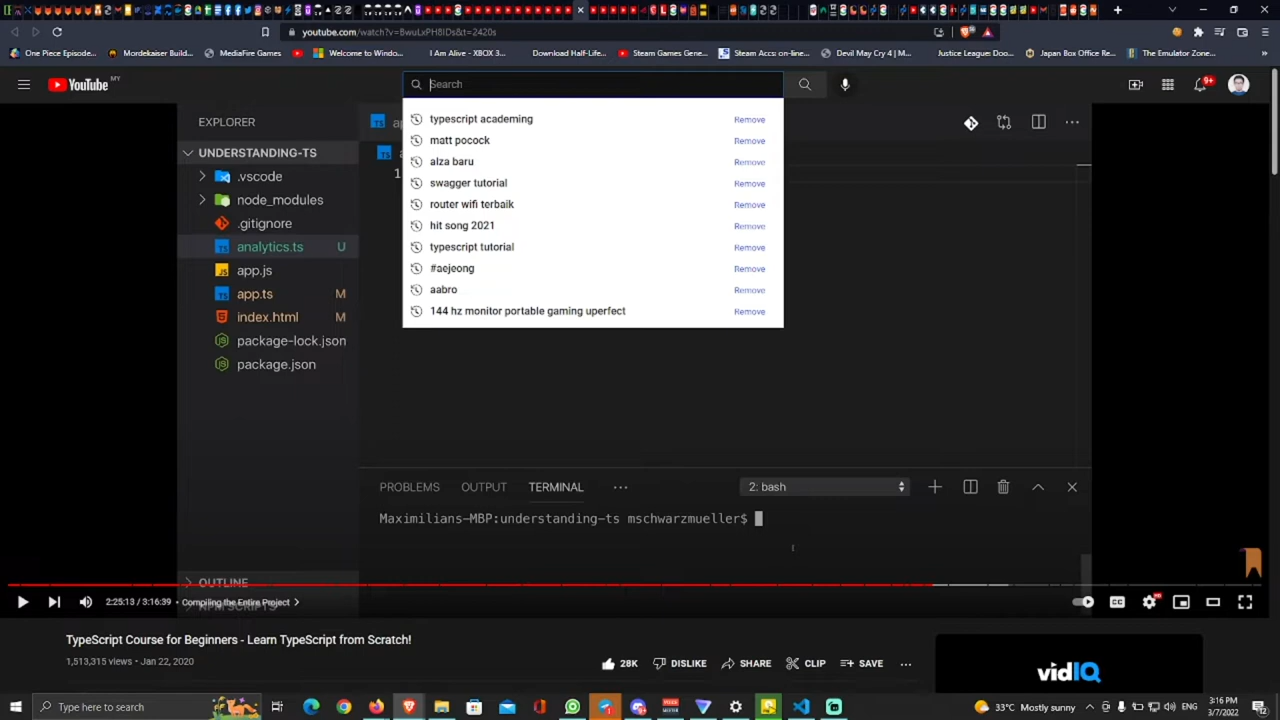 youtube.com/watch?v=BwuLxPH8IDs&t=2420s
One Piece Episode...
Mordekaiser Build...
MediaFire Games
Welcome to Windo...
I Am Alive - XBOX 3...
Download Half-Life...
Steam Games Gene...
Steam Accs on-line...
Devil May Cry 4 | M...
Japan Box Office Re...
The Emulator Zone...
YouTube MY
Search
9+
typescript academing Remove
matt pocock Remove
alza baru Remove
swagger tutorial Remove
router wifi terbaik Remove
hit song 2021 Remove
typescript tutorial Remove
#aejeong Remove
aabro Remove
144 hz monitor portable gaming uperfect Remove
EXPLORER
UNDERSTANDING-TS
.vscode
node_modules
.gitignore
analytics.ts U
app.js
app.ts M
index.html M
package-lock.json
package.json
OUTLINE
NPM SCRIPTS
1
PROBLEMS OUTPUT TERMINAL ... 2: bash
Maximilians-MBP:understanding-ts mschwarzmueller$
2:25:13 / 3:16:39 • Compiling the Entire Project
TypeScript Course for Beginners - Learn TypeScript from Scratch!
1,513,315 views • Jan 22, 2020
28K DISLIKE SHARE CLIP SAVE ...
vidIQ
Type here to search
33°C Mostly sunny
ENG
3:16 PM
3/7/2022